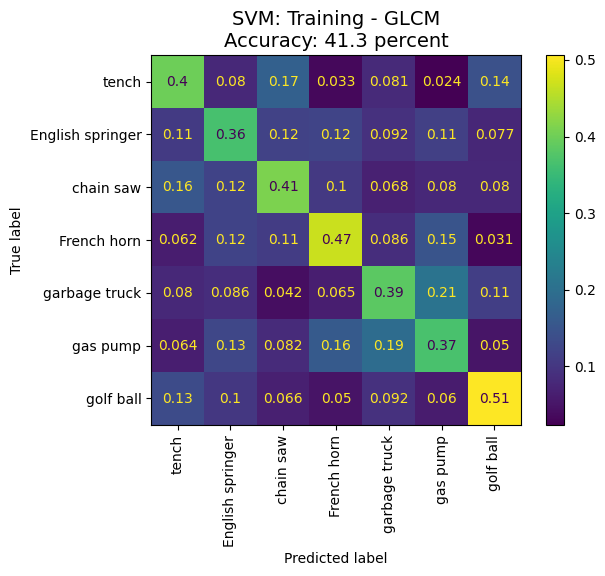 SVM: Training - GLCM
Accuracy: 41.3 percent
tench 0.4 0.08 0.17 0.033 0.081 0.024 0.14
English springer 0.11 0.36 0.12 0.12 0.092 0.11 0.077
chain saw 0.16 0.12 0.41 0.1 0.068 0.08 0.08
French horn 0.062 0.12 0.11 0.47 0.086 0.15 0.031
garbage truck 0.08 0.086 0.042 0.065 0.39 0.21 0.11
gas pump 0.064 0.13 0.082 0.16 0.19 0.37 0.05
golf ball 0.13 0.1 0.066 0.05 0.092 0.06 0.51
True label
tench
English springer
chain saw
French horn
garbage truck
gas pump
golf ball
Predicted label
0.5
0.4
0.3
0.2
0.1